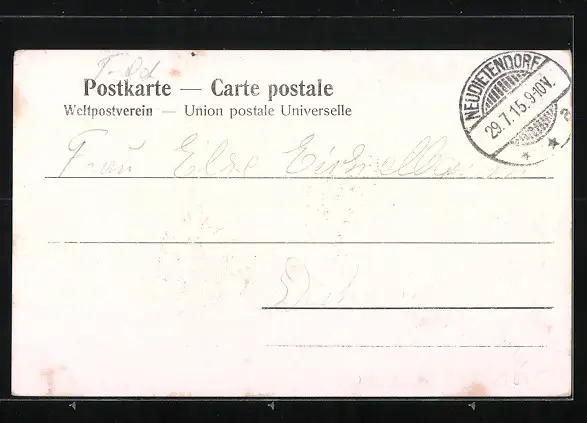 Postkarte — Carte postale
Weltpostverein — Union postale Universelle
NEUDIETENDORF
29.7.15.9-10V.
a
Frau Else